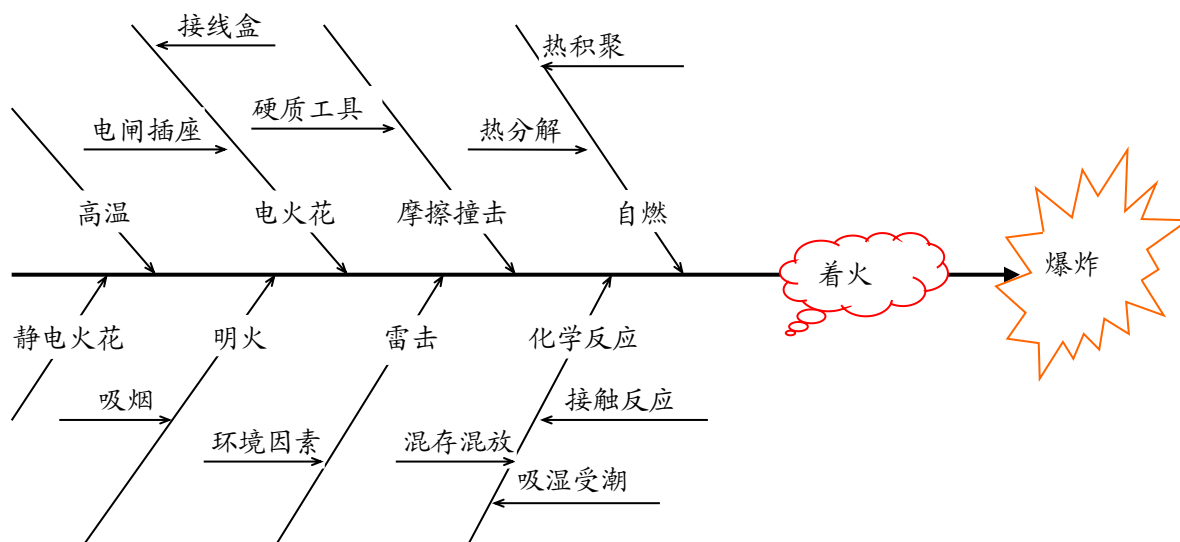 接线盒
热积聚
硬质工具
电闸插座
热分解
高温
电火花
摩擦撞击
自燃
着火
爆炸
静电火花
明火
雷击
化学反应
吸烟
接触反应
环境因素
混存混放
吸湿受潮